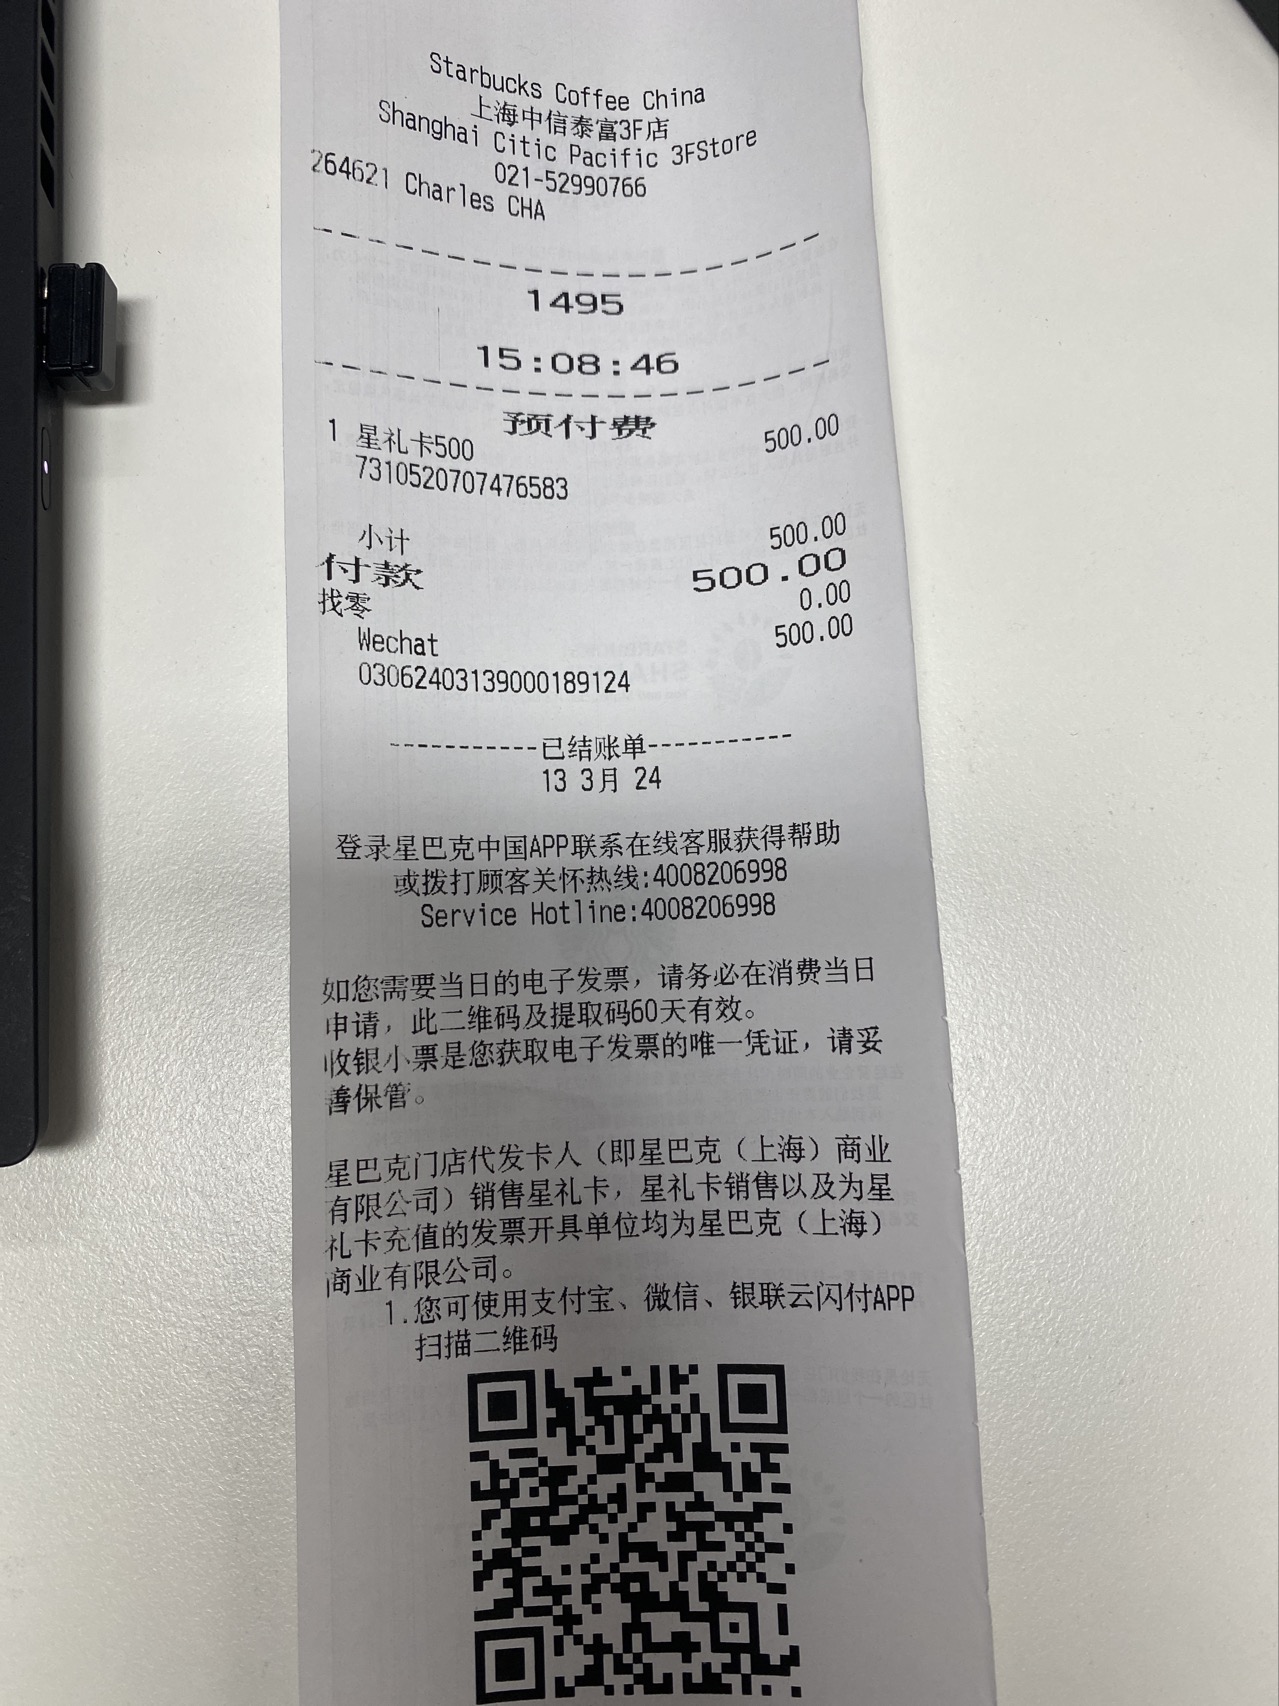 Starbucks Coffee China
上海中信泰富3F店
Shanghai Citic Pacific 3FStore
021-52990766
264621 Charles CHA
1495
15:08:46
预付费
1 星礼卡500 500.00
7310520707476583
小计 500.00
付款 500.00
找零 0.00
Wechat 500.00
03062403139000189124
-----------已结账单-----------
13 3月 24
登录星巴克中国APP联系在线客服获得帮助
或拨打顾客关怀热线:4008206998
Service Hotline:4008206998
如您需要当日的电子发票，请务必在消费当日
申请，此二维码及提取码60天有效。
收银小票是您获取电子发票的唯一凭证，请妥
善保管。
星巴克门店代发卡人（即星巴克（上海）商业
有限公司）销售星礼卡，星礼卡销售以及为星
礼卡充值的发票开具单位均为星巴克（上海）
商业有限公司。
1.您可使用支付宝、微信、银联云闪付APP
扫描二维码